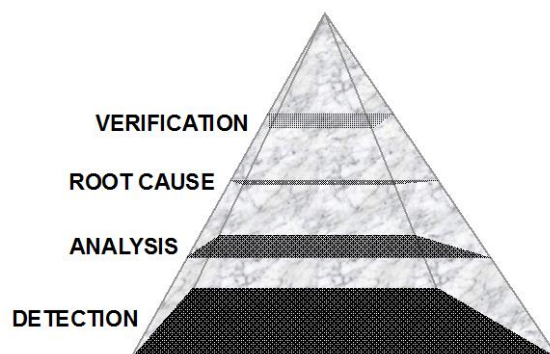 VERIFICATION
ROOT CAUSE
ANALYSIS
DETECTION